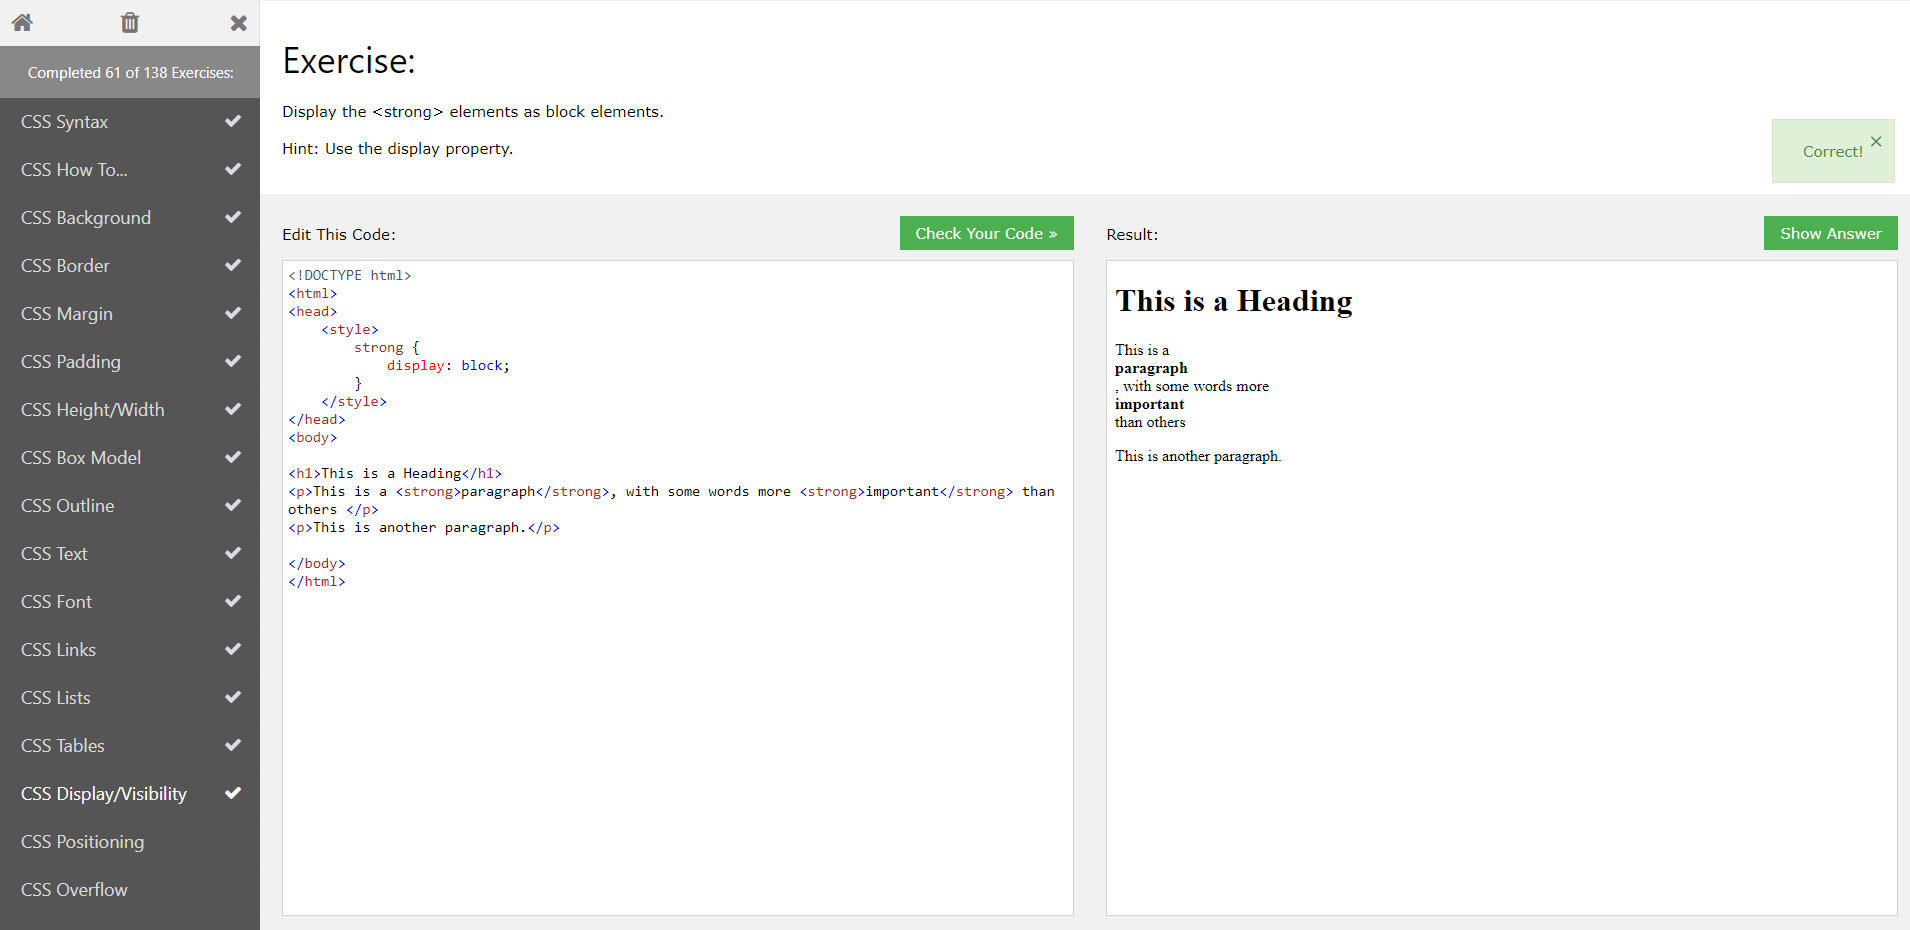 Completed 61 of 138 Exercises:
CSS Syntax
CSS How To...
CSS Background
CSS Border
CSS Margin
CSS Padding
CSS Height/Width
CSS Box Model
CSS Outline
CSS Text
CSS Font
CSS Links
CSS Lists
CSS Tables
CSS Display/Visibility
CSS Positioning
CSS Overflow
Exercise:
Display the <strong> elements as block elements.
Hint: Use the display property.
Correct! ×
Edit This Code:
Check Your Code »
<!DOCTYPE html>
<html>
<head>
    <style>
        strong {
            display: block;
        }
    </style>
</head>
<body>

<h1>This is a Heading</h1>
<p>This is a <strong>paragraph</strong>, with some words more <strong>important</strong> than
others </p>
<p>This is another paragraph.</p>

</body>
</html>
Result:
Show Answer
This is a Heading
This is a
paragraph
, with some words more
important
than others
This is another paragraph.